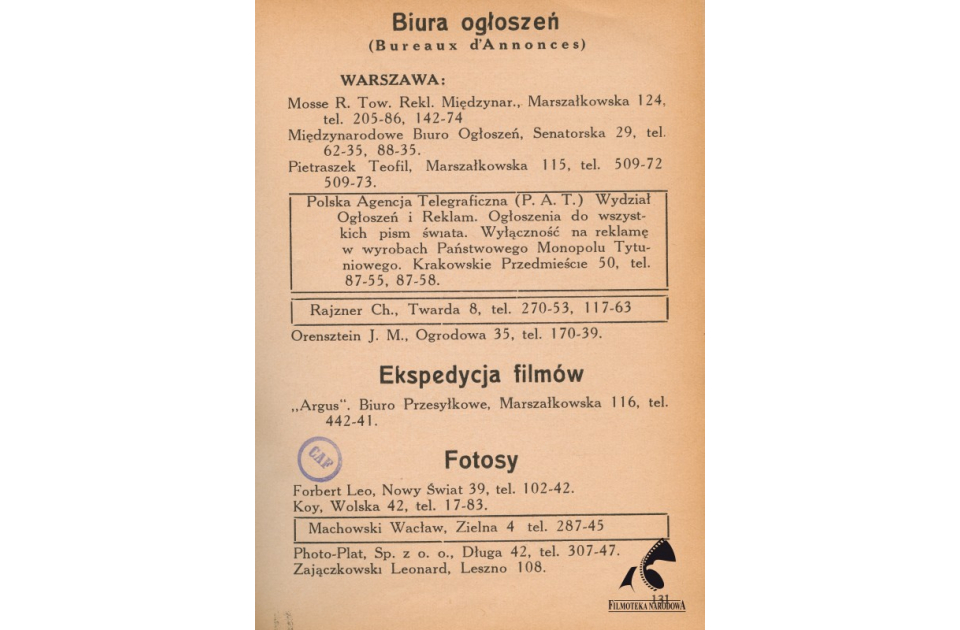 Biura ogłoszeń
(Bureaux d'Annonces)
WARSZAWA:
Mosse R. Tow. Rekl. Międzynar., Marszałkowska 124,
tel. 205-86, 142-74
Międzynarodowe Biuro Ogłoszeń, Senatorska 29, tel.
62-35, 88-35.
Pietraszek Teofil, Marszałkowska 115, tel. 509-72
509-73.
Polska Agencja Telegraficzna (P. A. T.) Wydział
Ogłoszeń i Reklam. Ogłoszenia do wszyst-
kich pism świata. Wyłączność na reklamę
w wyrobach Państwowego Monopolu Tytu-
niowego. Krakowskie Przedmieście 50, tel.
87-55, 87-58.
Rajzner Ch., Twarda 8, tel. 270-53, 117-63
Orensztein J. M., Ogrodowa 35, tel. 170-39.
Ekspedycja filmów
,,Argus". Biuro Przesyłkowe, Marszałkowska 116, tel.
442-41.
CAF
Fotosy
Forbert Leo, Nowy Świat 39, tel. 102-42.
Koy, Wolska 42, tel. 17-83.
Machowski Wacław, Zielna 4 tel. 287-45
Photo-Plat, Sp. z o. o., Długa 42, tel. 307-47.
Zajączkowski Leonard, Leszno 108.
131
FILMOTEKA NARODOWA